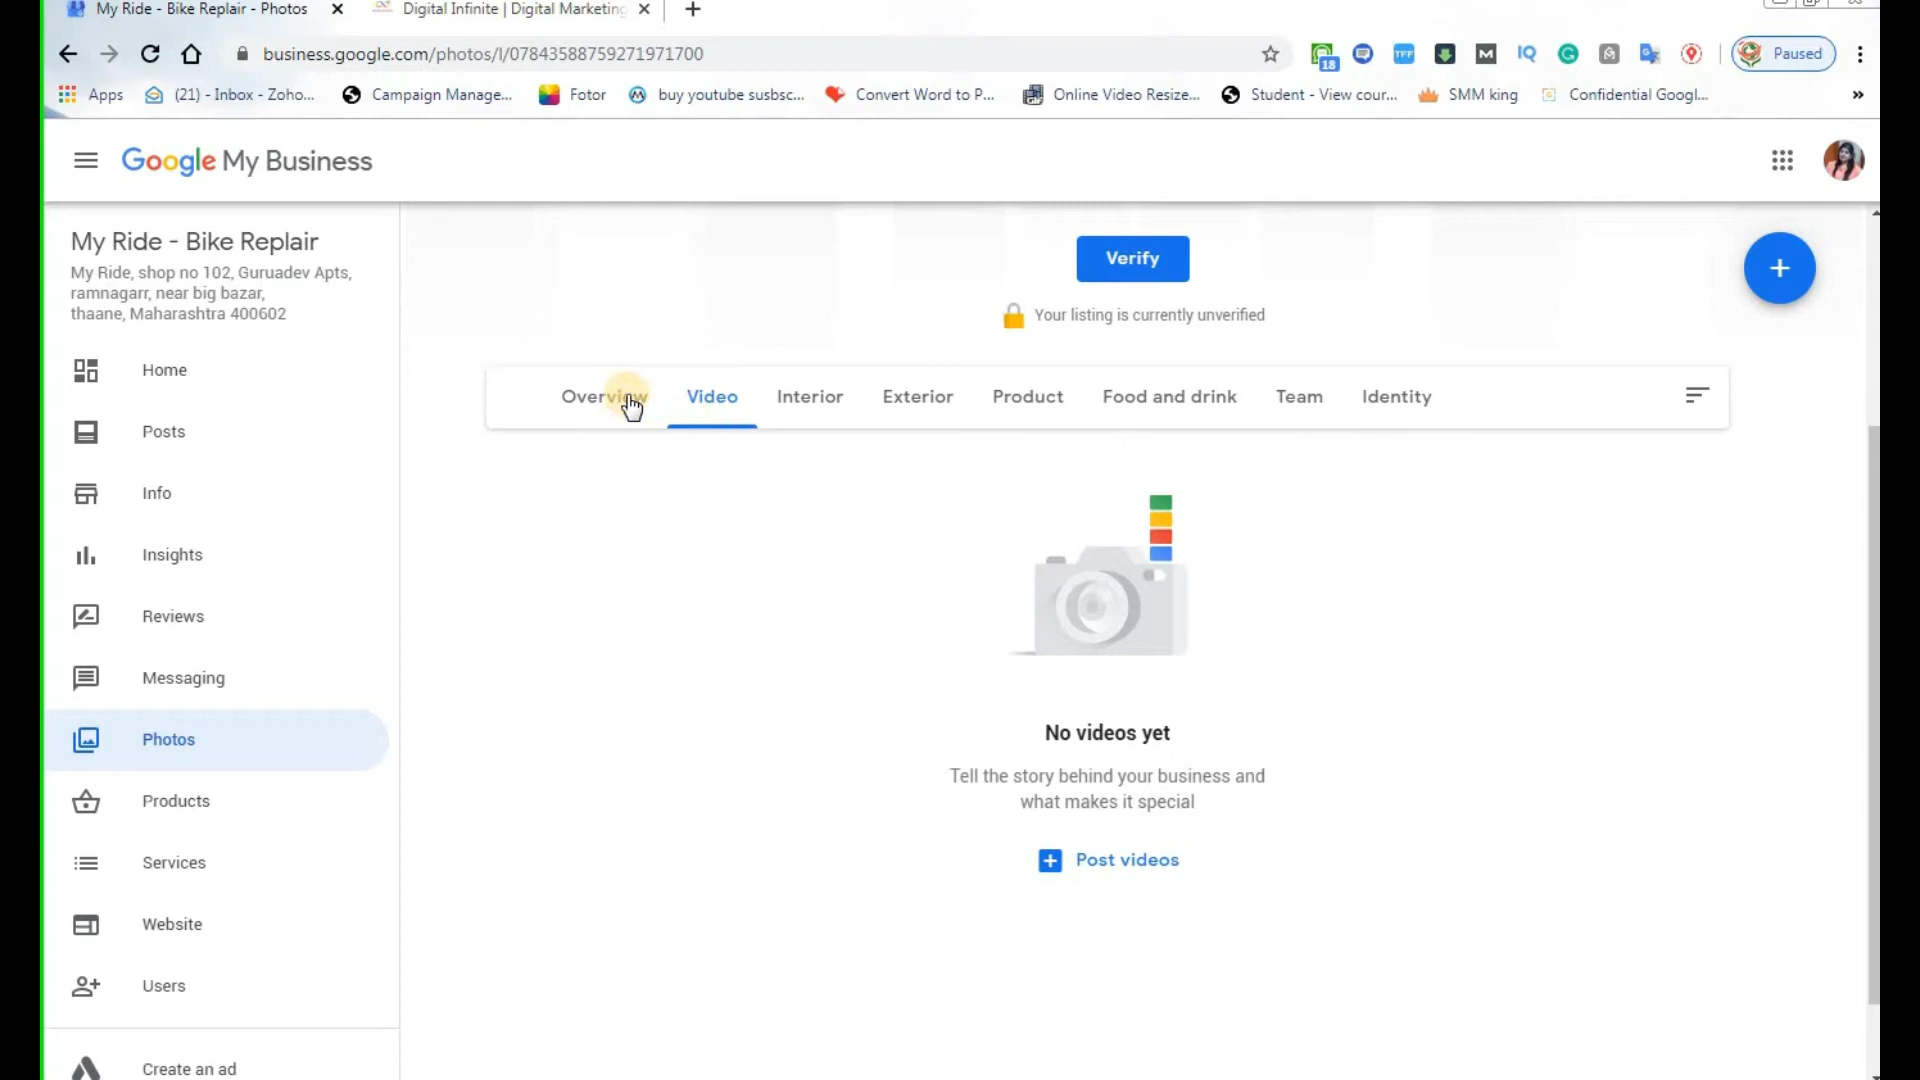 My Ride - Bike Replair - Photos
Digital Infinite | Digital Marketing
business.google.com/photos/l/07843588759271971700
18
TFF
M
IQ
G
Paused
Apps
(21) - Inbox - Zoho...
Campaign Manage...
Fotor
buy youtube susbsc...
Convert Word to P...
Online Video Resize...
Student - View cour...
SMM king
Confidential Googl...
»
Google My Business
My Ride - Bike Replair
My Ride, shop no 102, Guruadev Apts,
ramnagarr, near big bazar,
thaane, Maharashtra 400602
Verify
Your listing is currently unverified
Home
Overview
Video
Interior
Exterior
Product
Food and drink
Team
Identity
Posts
Info
Insights
Reviews
Messaging
Photos
No videos yet
Tell the story behind your business and
what makes it special
Products
Post videos
Services
Website
Users
Create an ad